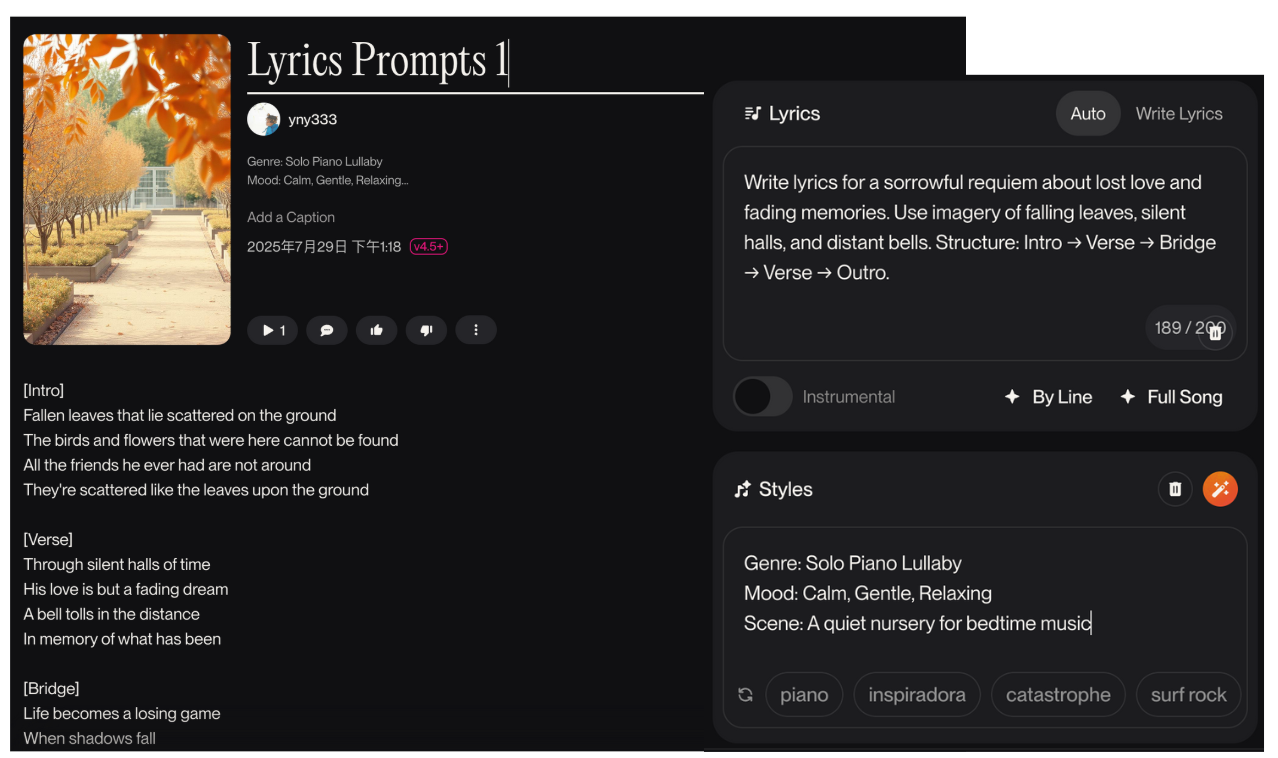 Lyrics Prompts 1
yny333
Genre: Solo Piano Lullaby
Mood: Calm, Gentle, Relaxing...
Add a Caption
2025年7月29日 下午1:18 v4.5+
1
[Intro]
Fallen leaves that lie scattered on the ground
The birds and flowers that were here cannot be found
All the friends he ever had are not around
They're scattered like the leaves upon the ground
[Verse]
Through silent halls of time
His love is but a fading dream
A bell tolls in the distance
In memory of what has been
[Bridge]
Life becomes a losing game
When shadows fall
Lyrics
Auto
Write Lyrics
Write lyrics for a sorrowful requiem about lost love and
fading memories. Use imagery of falling leaves, silent
halls, and distant bells. Structure: Intro → Verse → Bridge
→ Verse → Outro.
189 / 200
Instrumental
By Line
Full Song
Styles
Genre: Solo Piano Lullaby
Mood: Calm, Gentle, Relaxing
Scene: A quiet nursery for bedtime music
piano
inspiradora
catastrophe
surf rock